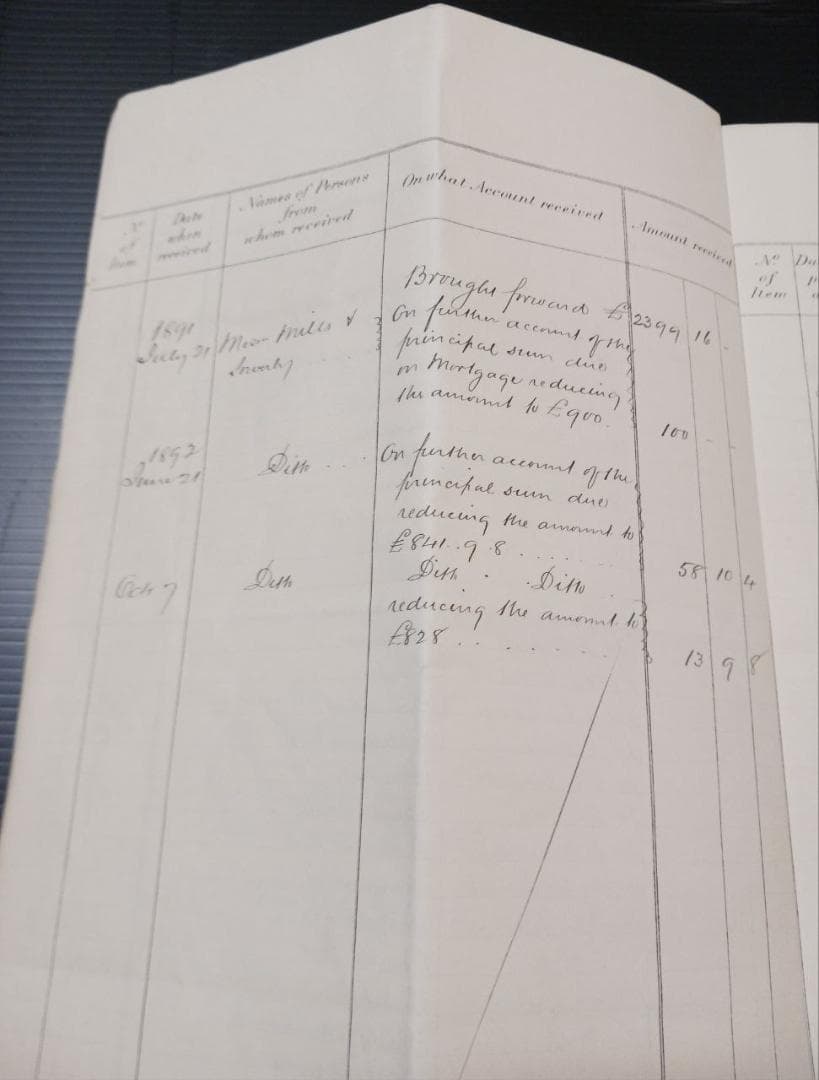 No
of
Item
Date
when
received
Names of Persons
from
whom received
On what Account received
Amount received
Brought forward £ 2399 16 -
1891
July 21
Messrs Mills &
On further account of the
principal sum due
on Mortgage reducing
the amount to £900.
100 - -
1892
June 21
Ditto
On further account of the
principal sum due
reducing the amount to
£841..9.8 . . . . . .
58 10 4
Oct 7
Ditto
Ditto . . Ditto . .
reducing the amount to
£828 . . . . . . .
13 9 8
No
of
Item